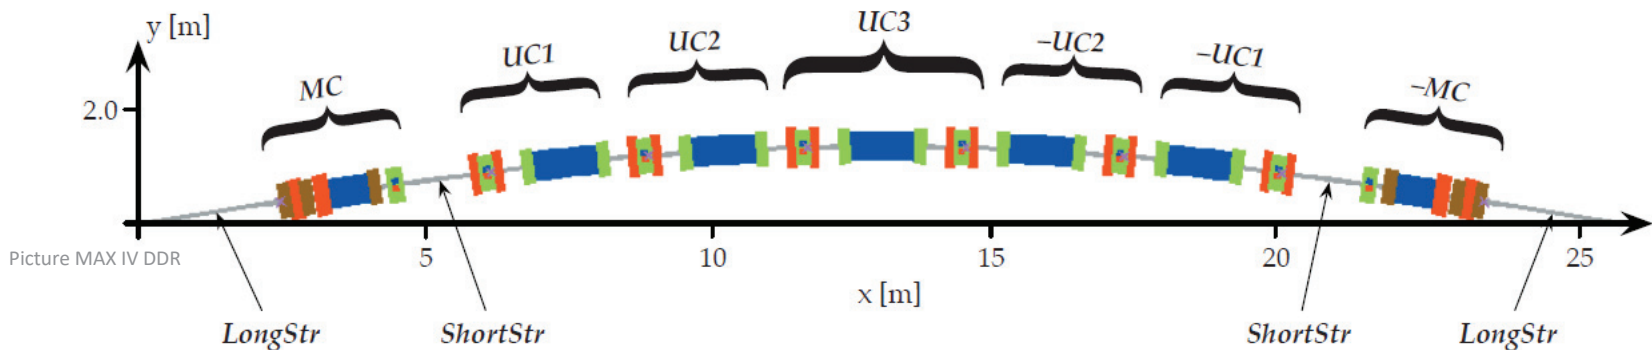 y [m]
MC
UC1
UC2
UC3
–UC2
–UC1
–MC
2.0
5
10
15
20
25
x [m]
Picture MAX IV DDR
LongStr
ShortStr
ShortStr
LongStr